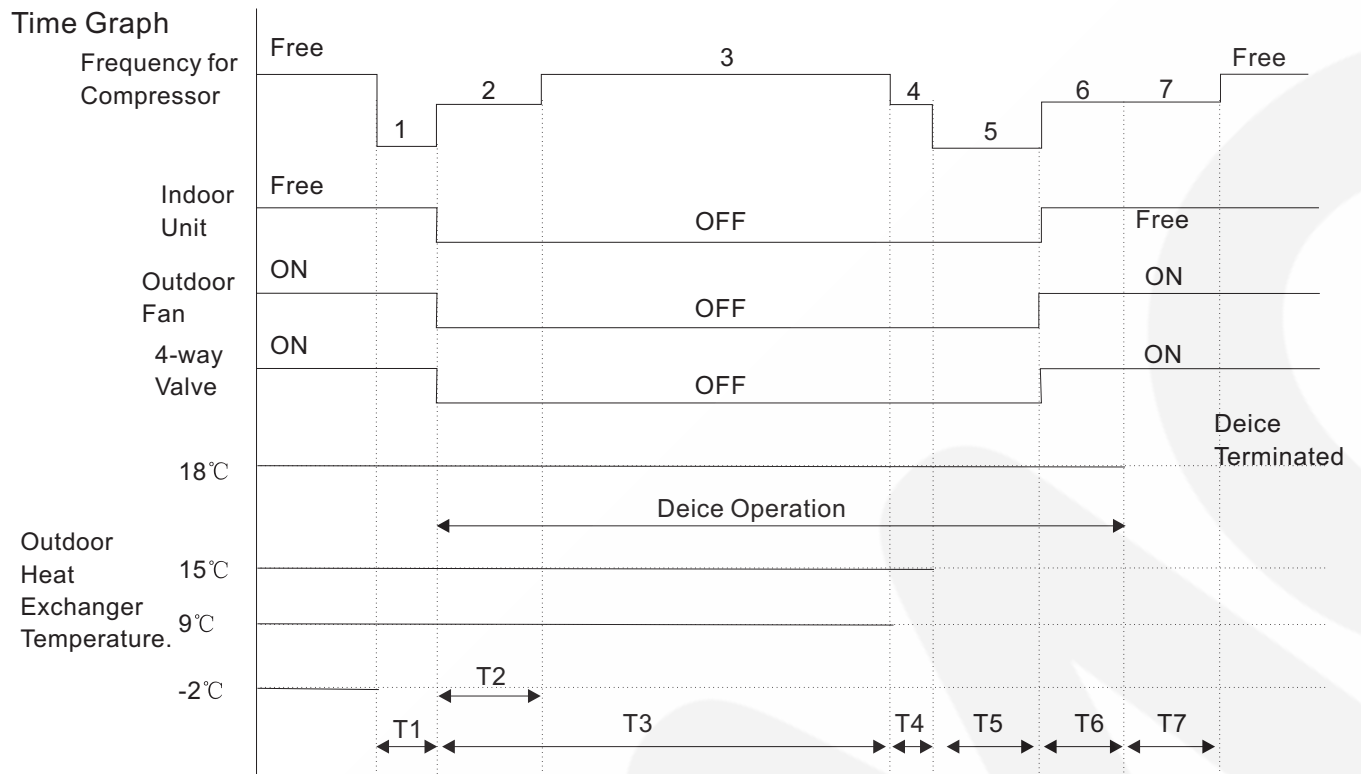 Time Graph
Frequency for
Compressor
Free
1
2
3
4
5
6
7
Free
Indoor
Unit
Free
OFF
Free
Outdoor
Fan
ON
OFF
ON
4-way
Valve
ON
OFF
ON
Deice
Terminated
18℃
Deice Operation
Outdoor
Heat
Exchanger
Temperature.
15℃
9℃
-2℃
T2
T1
T3
T4
T5
T6
T7